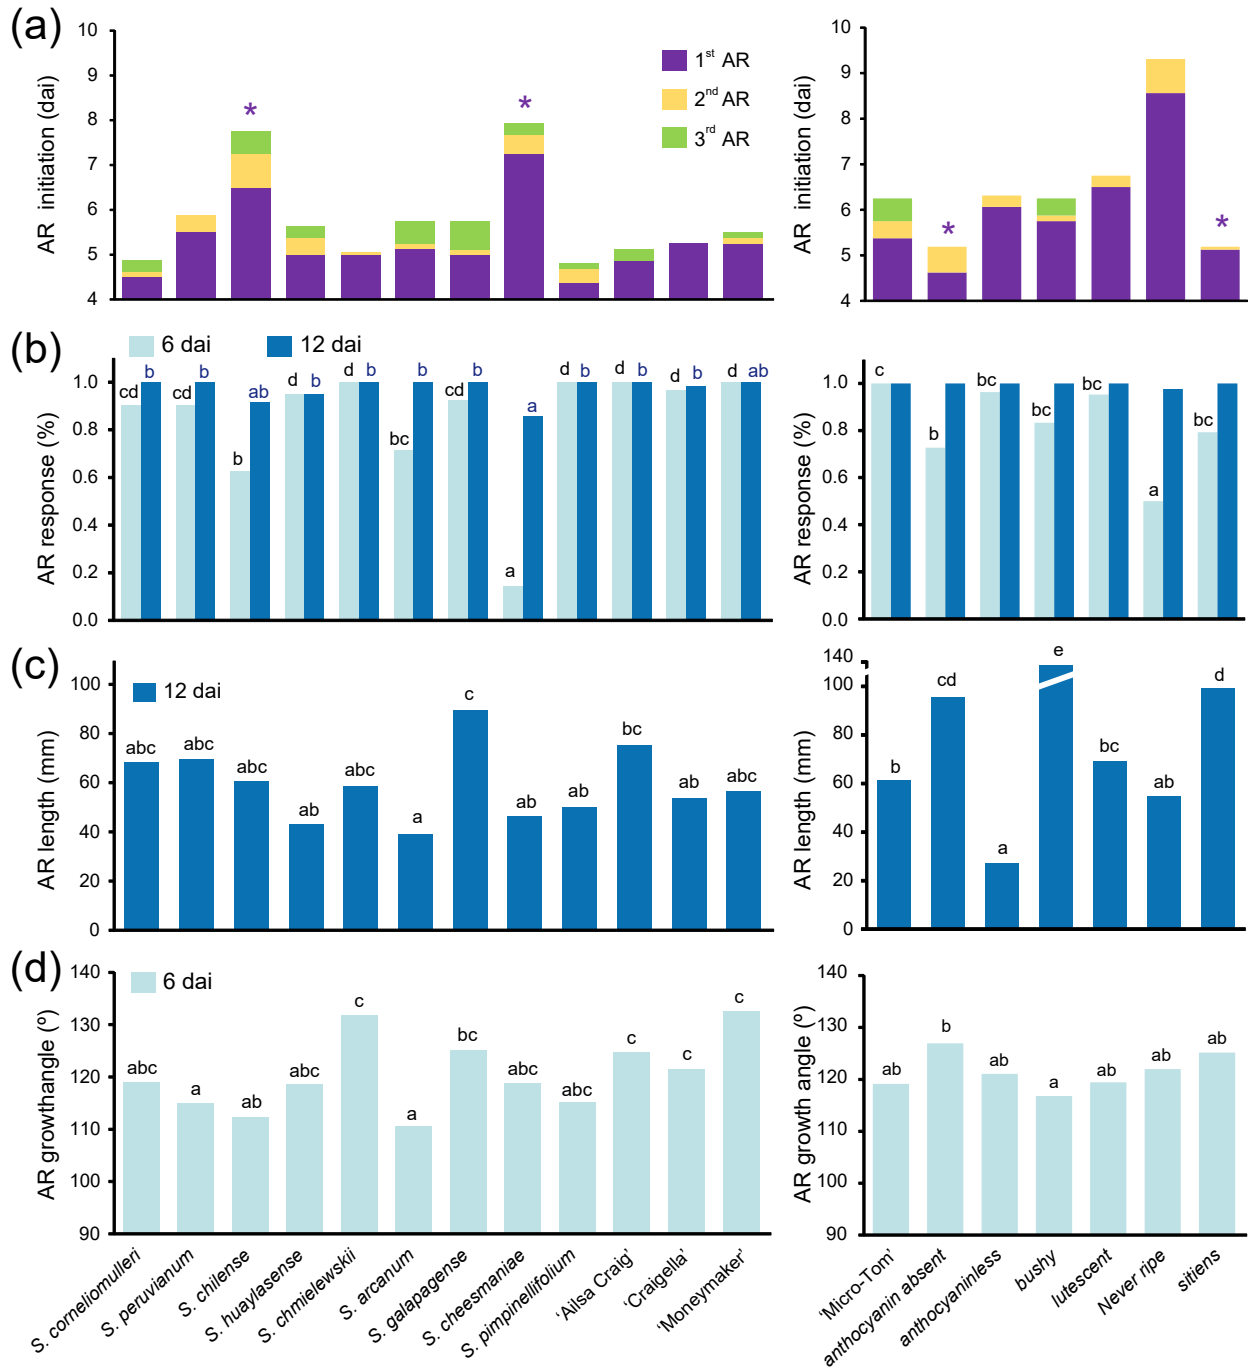 (a)
10
9
8
7
6
5
4
AR initiation (dai)
* *
1st AR
2nd AR
3rd AR
10
9
8
7
6
5
4
AR initiation (dai)
* *
(b)
6 dai 12 dai
1.0
0.8
0.6
0.4
0.2
0.0
AR response (%)
cd b cd b b ab d b d b bc b cd b a a d b d b d b d ab
1.0
0.8
0.6
0.4
0.2
0.0
AR response (%)
c b bc bc bc a bc
(c)
12 dai
100
80
60
40
20
0
AR length (mm)
abc abc abc ab abc a c ab ab bc ab abc
140
100
80
60
40
20
0
AR length (mm)
b cd a e bc ab d
(d)
6 dai
140
130
120
110
100
90
AR growthangle (º)
abc a ab abc c a bc abc abc c c c
140
130
120
110
100
90
AR growth angle (º)
ab b ab a ab ab ab
S. corneliomulleri
S. peruvianum
S. chilense
S. huaylasense
S. chmielewskii
S. arcanum
S. galapagense
S. cheesmaniae
S. pimpinellifolium
‘Ailsa Craig’
‘Craigella’
‘Moneymaker’
‘Micro-Tom’
anthocyanin absent
anthocyaninless
bushy
lutescent
Never ripe
sitiens